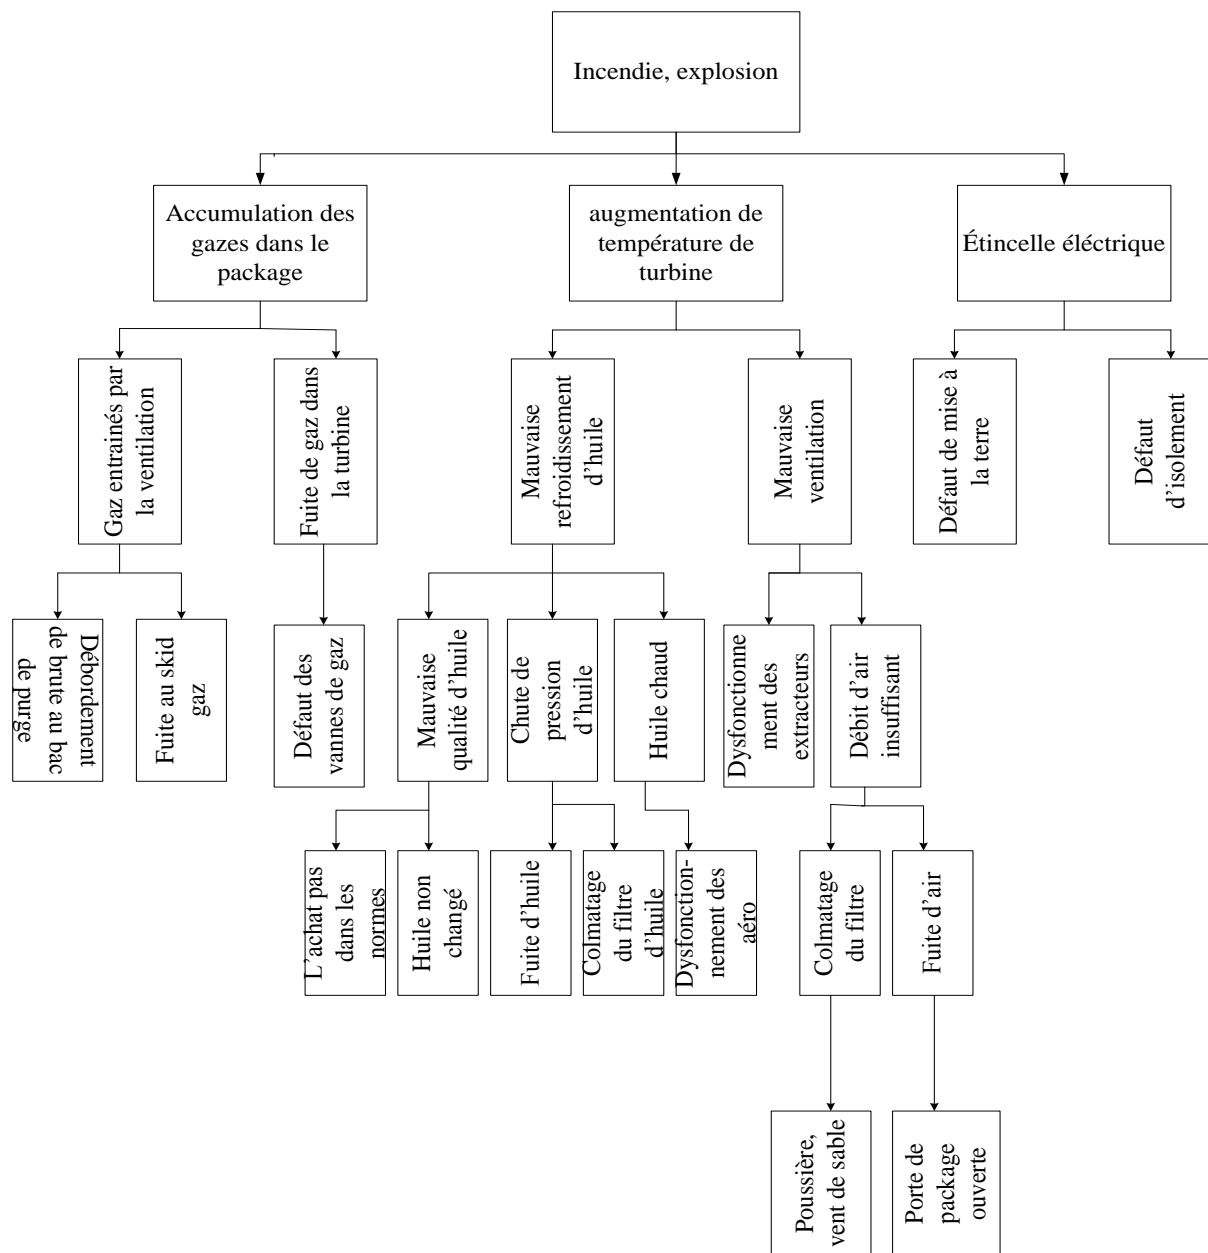 Incendie, explosion
Accumulation des
gazes dans le
package
augmentation de
température de
turbine
Étincelle éléctrique
Gaz entrainés par
la ventilation
Fuite de gaz dans
la turbine
Mauvaise
refroidissement
d’huile
Mauvaise
ventilation
Défaut de mise à
la terre
Défaut
d’isolement
Débordement
de brute au bac
de purge
Fuite au skid
gaz
Défaut des
vannes de gaz
Mauvaise
qualité d’huile
Chute de
pression
d’huile
Huile chaud
Dysfonctionne
ment des
extracteurs
Débit d’air
insuffisant
L’achat pas
dans les
normes
Huile non
changé
Fuite d’huile
Colmatage
du filtre
d’huile
Dysfonction-
nement des
aéro
Colmatage
du filtre
Fuite d’air
Poussière,
vent de sable
Porte de
package
ouverte